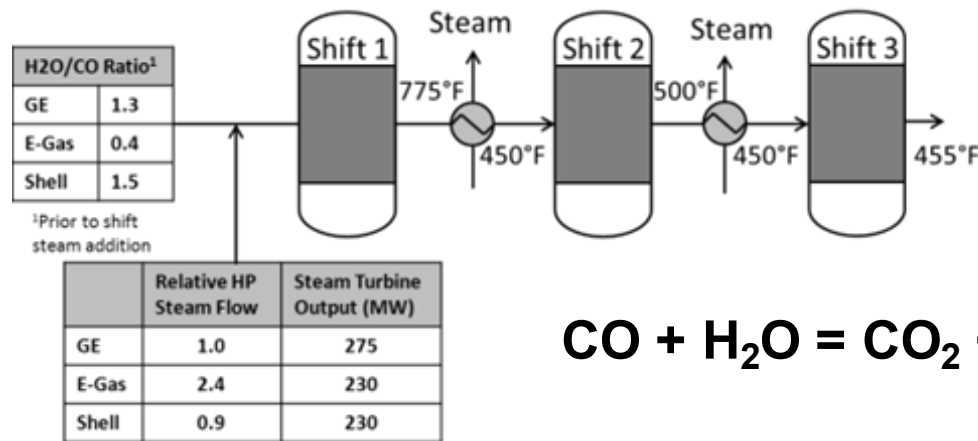 Steam
Steam
Shift 1
Shift 2
Shift 3
H2O/CO Ratio¹
GE 1.3
E-Gas 0.4
Shell 1.5
775°F
450°F
500°F
450°F
455°F
¹Prior to shift
steam addition
Relative HP Steam Turbine
Steam Flow Output (MW)
GE 1.0 275
E-Gas 2.4 230
Shell 0.9 230
CO + H₂O = CO₂